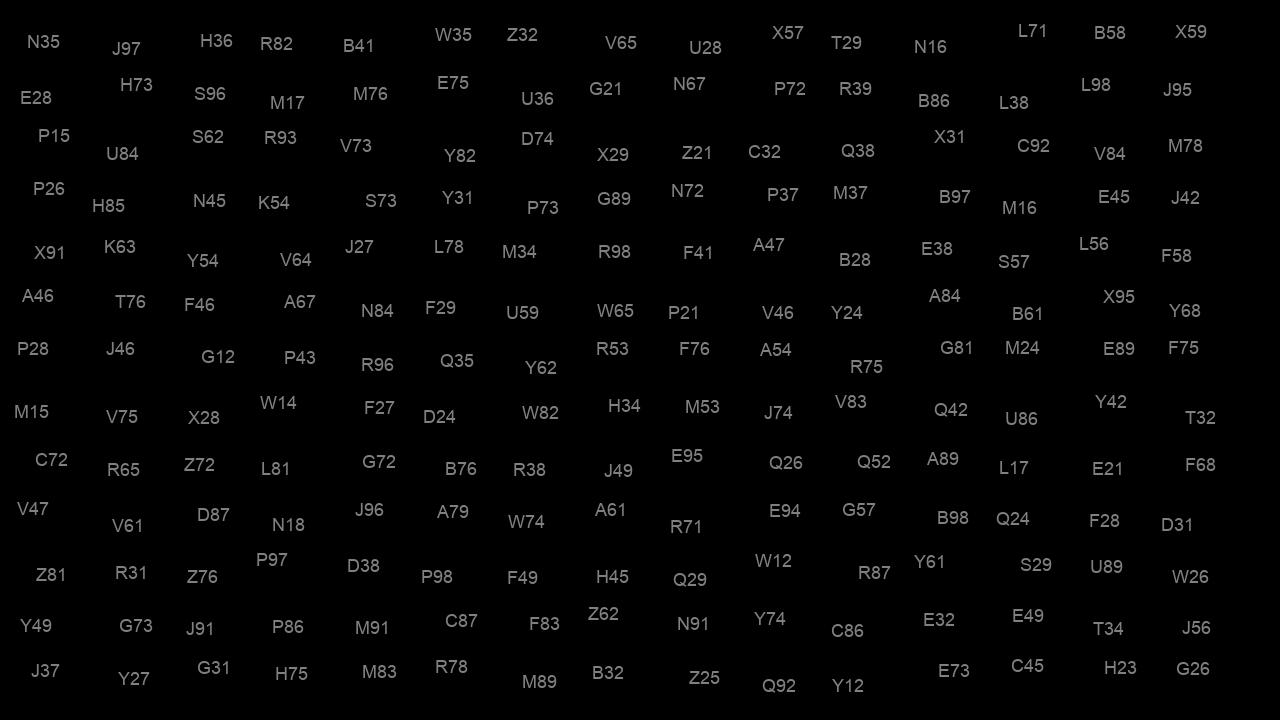 N35 J97 H36 R82 B41 W35 Z32 V65 U28 X57 T29 N16 L71 B58 X59
E28 H73 S96 M17 M76 E75 U36 G21 N67 P72 R39 B86 L38 L98 J95
P15 U84 S62 R93 V73 Y82 D74 X29 Z21 C32 Q38 X31 C92 V84 M78
P26 H85 N45 K54 S73 Y31 P73 G89 N72 P37 M37 B97 M16 E45 J42
X91 K63 Y54 V64 J27 L78 M34 R98 F41 A47 B28 E38 S57 L56 F58
A46 T76 F46 A67 N84 F29 U59 W65 P21 V46 Y24 A84 B61 X95 Y68
P28 J46 G12 P43 R96 Q35 Y62 R53 F76 A54 R75 G81 M24 E89 F75
M15 V75 X28 W14 F27 D24 W82 H34 M53 J74 V83 Q42 U86 Y42 T32
C72 R65 Z72 L81 G72 B76 R38 J49 E95 Q26 Q52 A89 L17 E21 F68
V47 V61 D87 N18 J96 A79 W74 A61 R71 E94 G57 B98 Q24 F28 D31
Z81 R31 Z76 P97 D38 P98 F49 H45 Q29 W12 R87 Y61 S29 U89 W26
Y49 G73 J91 P86 M91 C87 F83 Z62 N91 Y74 C86 E32 E49 T34 J56
J37 Y27 G31 H75 M83 R78 M89 B32 Z25 Q92 Y12 E73 C45 H23 G26